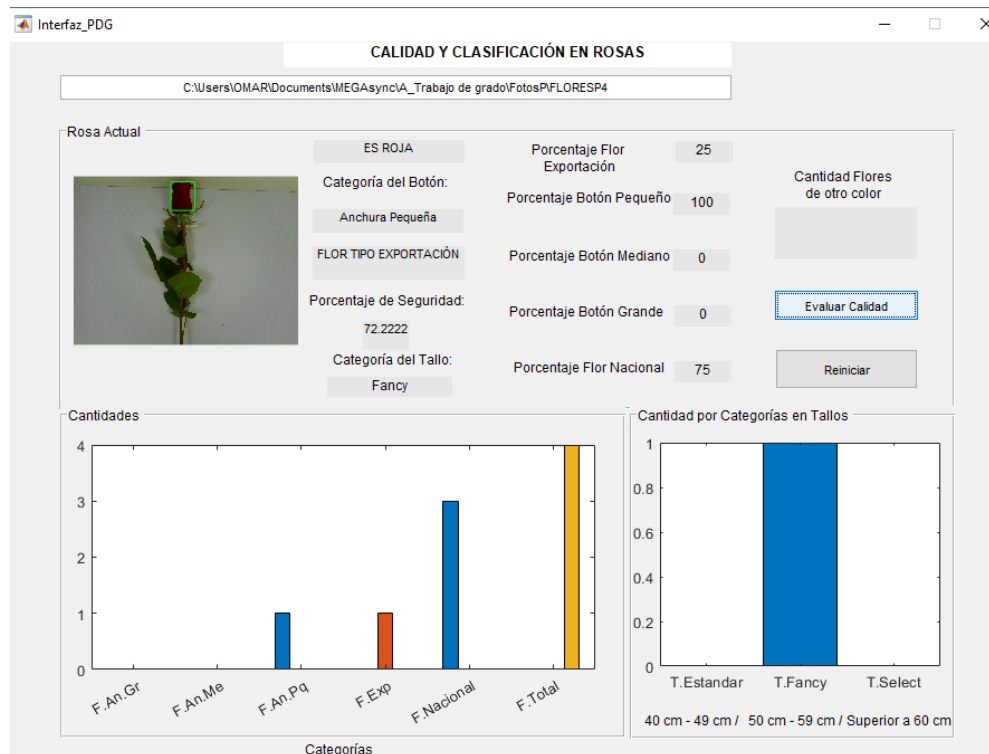 Interfaz_PDG
CALIDAD Y CLASIFICACIÓN EN ROSAS
C:\Users\OMAR\Documents\MEGAsync\A_Trabajo de grado\FotosP\FLORESP4
Rosa Actual
ES ROJA
Categoría del Botón:
Anchura Pequeña
FLOR TIPO EXPORTACIÓN
Porcentaje de Seguridad:
72.2222
Categoría del Tallo:
Fancy
Porcentaje Flor
Exportación
25
Porcentaje Botón Pequeño
100
Porcentaje Botón Mediano
0
Porcentaje Botón Grande
0
Porcentaje Flor Nacional
75
Cantidad Flores
de otro color
Evaluar Calidad
Reiniciar
Cantidades
4
3
2
1
0
F.An.Gr
F.An.Me
F.An.Pq
F.Exp
F.Nacional
F.Total
Categorías
Cantidad por Categorías en Tallos
1
0.8
0.6
0.4
0.2
0
T.Estandar
T.Fancy
T.Select
40 cm - 49 cm / 50 cm - 59 cm / Superior a 60 cm